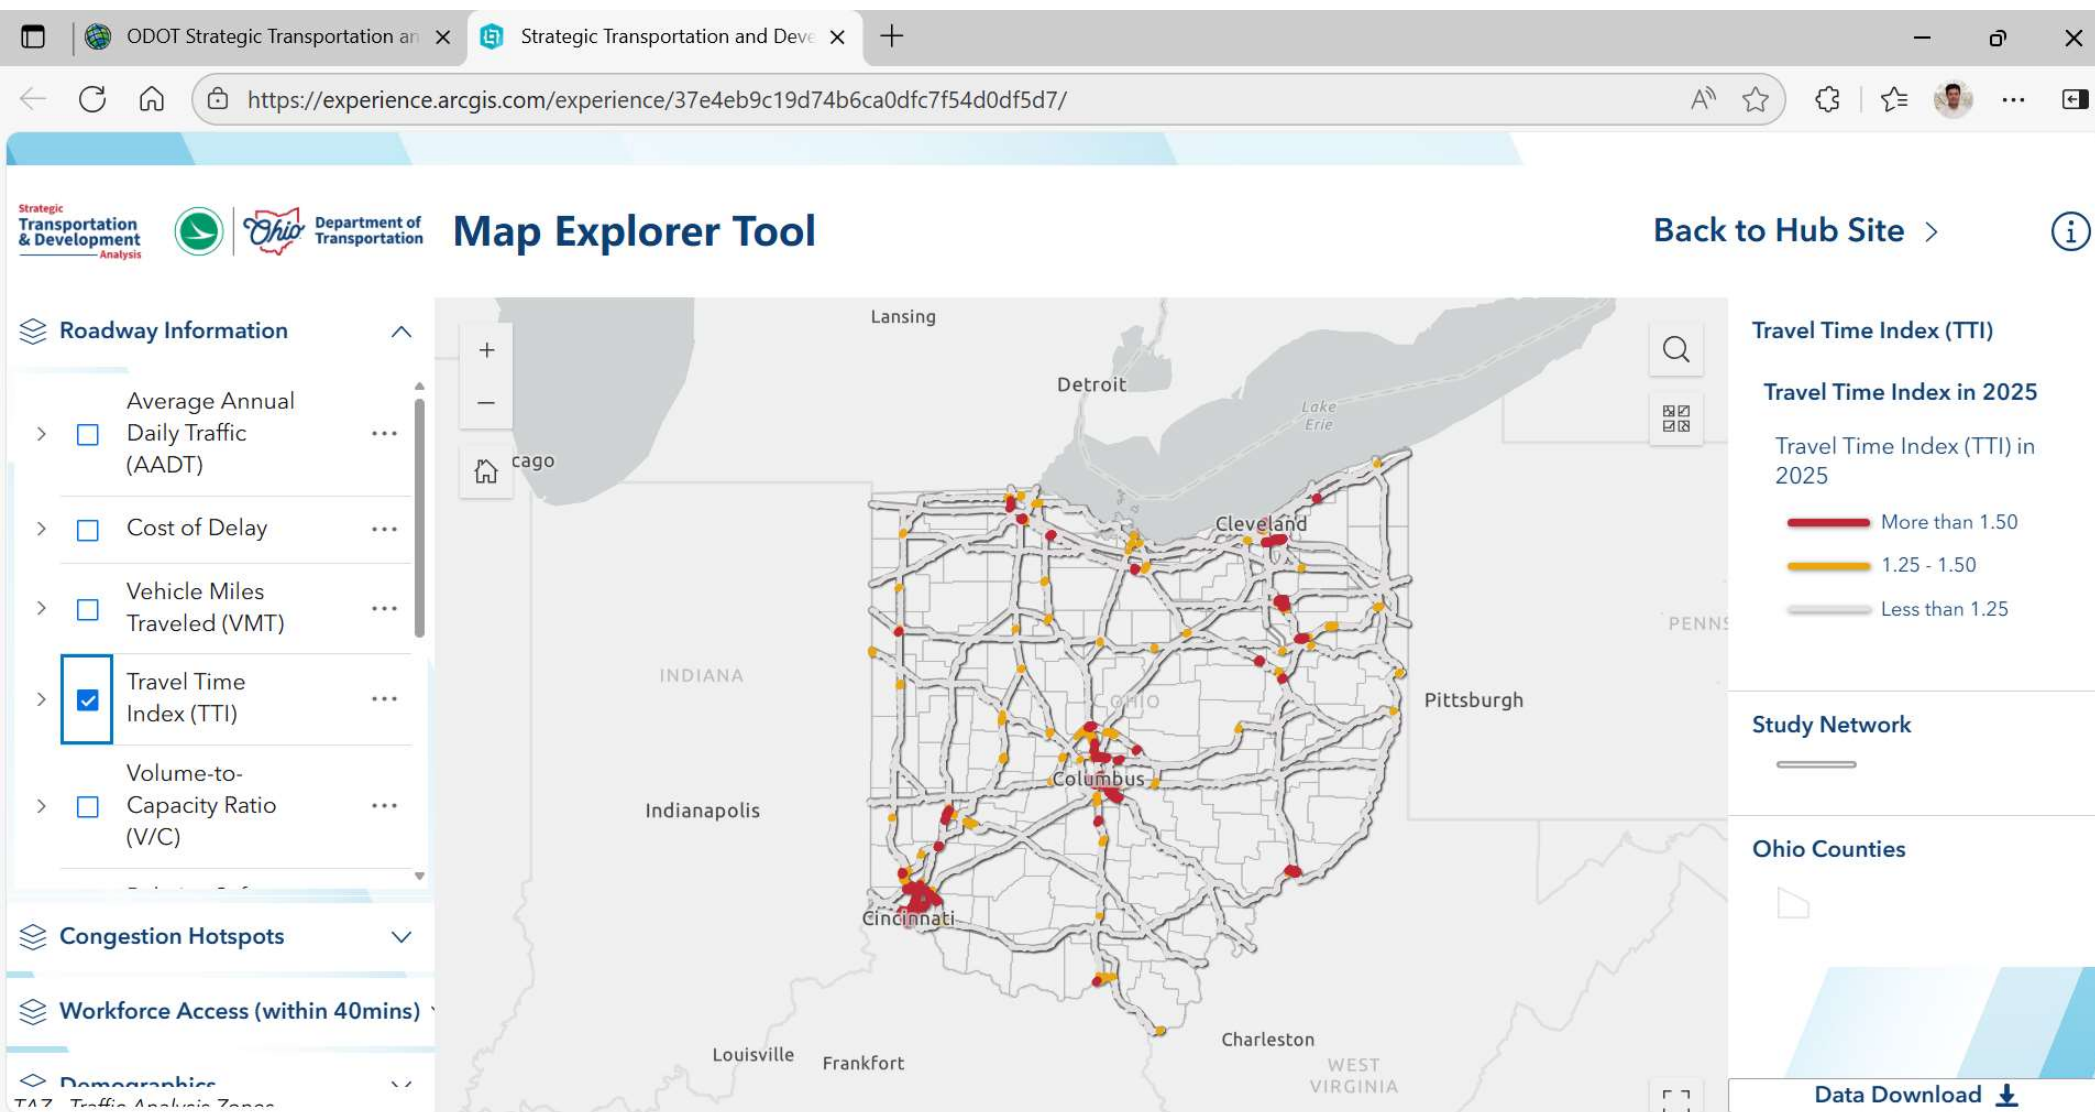 ODOT Strategic Transportation an
Strategic Transportation and Deve
https://experience.arcgis.com/experience/37e4eb9c19d74b6ca0dfc7f54d0df5d7/
Strategic
Transportation
& Development
Analysis
Ohio
Department of
Transportation
Map Explorer Tool
Back to Hub Site
Roadway Information
Average Annual
Daily Traffic
(AADT)
Cost of Delay
Vehicle Miles
Traveled (VMT)
Travel Time
Index (TTI)
Volume-to-
Capacity Ratio
(V/C)
Congestion Hotspots
Workforce Access (within 40mins)
Demographics
TAZ - Traffic Analysis Zones
Lansing
Detroit
Lake
Erie
cago
Cleveland
PENNS
INDIANA
OHIO
Pittsburgh
Columbus
Indianapolis
Cincinnati
Charleston
Louisville
Frankfort
WEST
VIRGINIA
Travel Time Index (TTI)
Travel Time Index in 2025
Travel Time Index (TTI) in
2025
More than 1.50
1.25 - 1.50
Less than 1.25
Study Network
Ohio Counties
Data Download